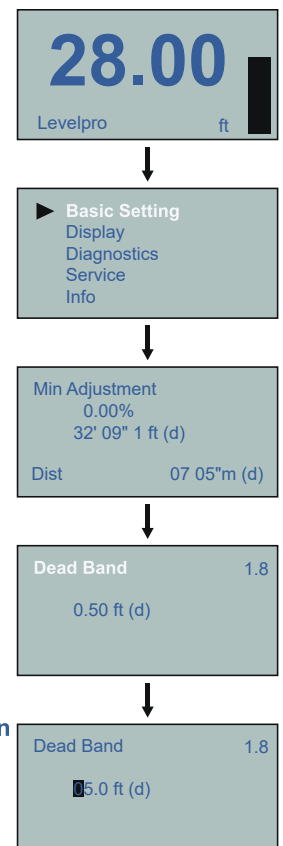 28.00
Levelpro ft
Basic Setting
Display
Diagnostics
Service
Info
Min Adjustment
0.00%
32' 09" 1 ft (d)
Dist 07 05"m (d)
Dead Band 1.8
0.50 ft (d)
n
Dead Band 1.8
05.0 ft (d)